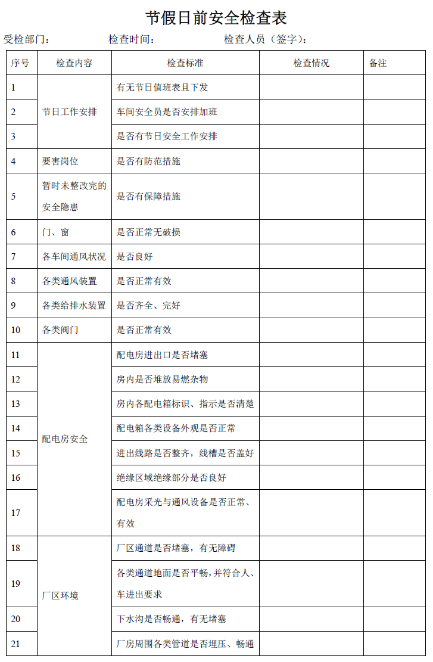 节假日前安全检查表
受检部门： 检查时间： 检查人员（签字）：
序号 检查内容 检查标准 检查情况 备注
1 有无节日值班表且下发
节日工作安排
2 车间安全员是否安排加班
3 是否有节日安全工作安排
4 要害岗位 是否有防范措施
暂时未整改完的
5 是否有保障措施
安全隐患
6 门、窗 是否正常无破损
7 各车间通风状况 是否良好
8 各类通风装置 是否正常有效
9 各类给排水装置 是否齐全、完好
10 各类阀门 是否正常有效
11 配电房进出口是否堵塞
12 房内是否堆放易燃杂物
13 房内各配电箱标识、指示是否清楚
14 配电箱各类设备外观是否正常
配电房安全
15 进出线路是否整齐，线槽是否盖好
16 绝缘区域绝缘部分是否良好
17 配电房采光与通风设备是否正常、
有效
18 厂区通道是否堵塞，有无障碍
19 各类通道地面是否平畅，并符合人、
车进出要求
厂区环境
20 下水沟是否畅通，有无堵塞
21 厂房周围各类管道是否埋压、畅通